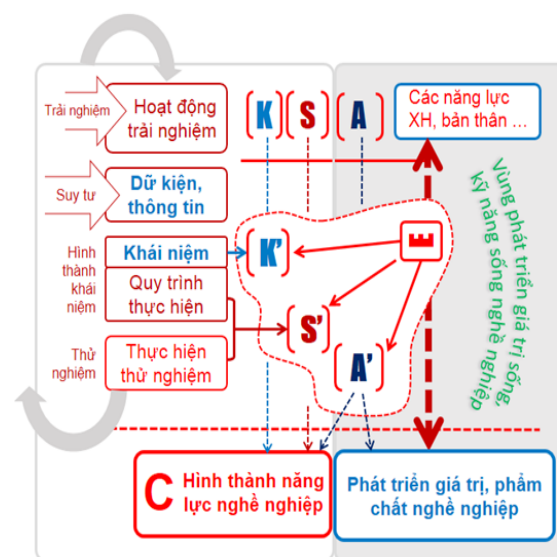 Trải nghiệm
Hoạt động
trải nghiệm
[K] [S] [A]
Các năng lực
XH, bản thân ...
Suy tư
Dữ kiện,
thông tin
Vùng phát triển giá trị sống,
kỹ năng sống nghề nghiệp
Hình
thành
khái
niệm
Khái niệm
Quy trình
thực hiện
[K’]
E
[S’]
[A’]
Thử
nghiệm
Thực hiện
thử nghiệm
C
Hình thành năng
lực nghề nghiệp
Phát triển giá trị, phẩm
chất nghề nghiệp